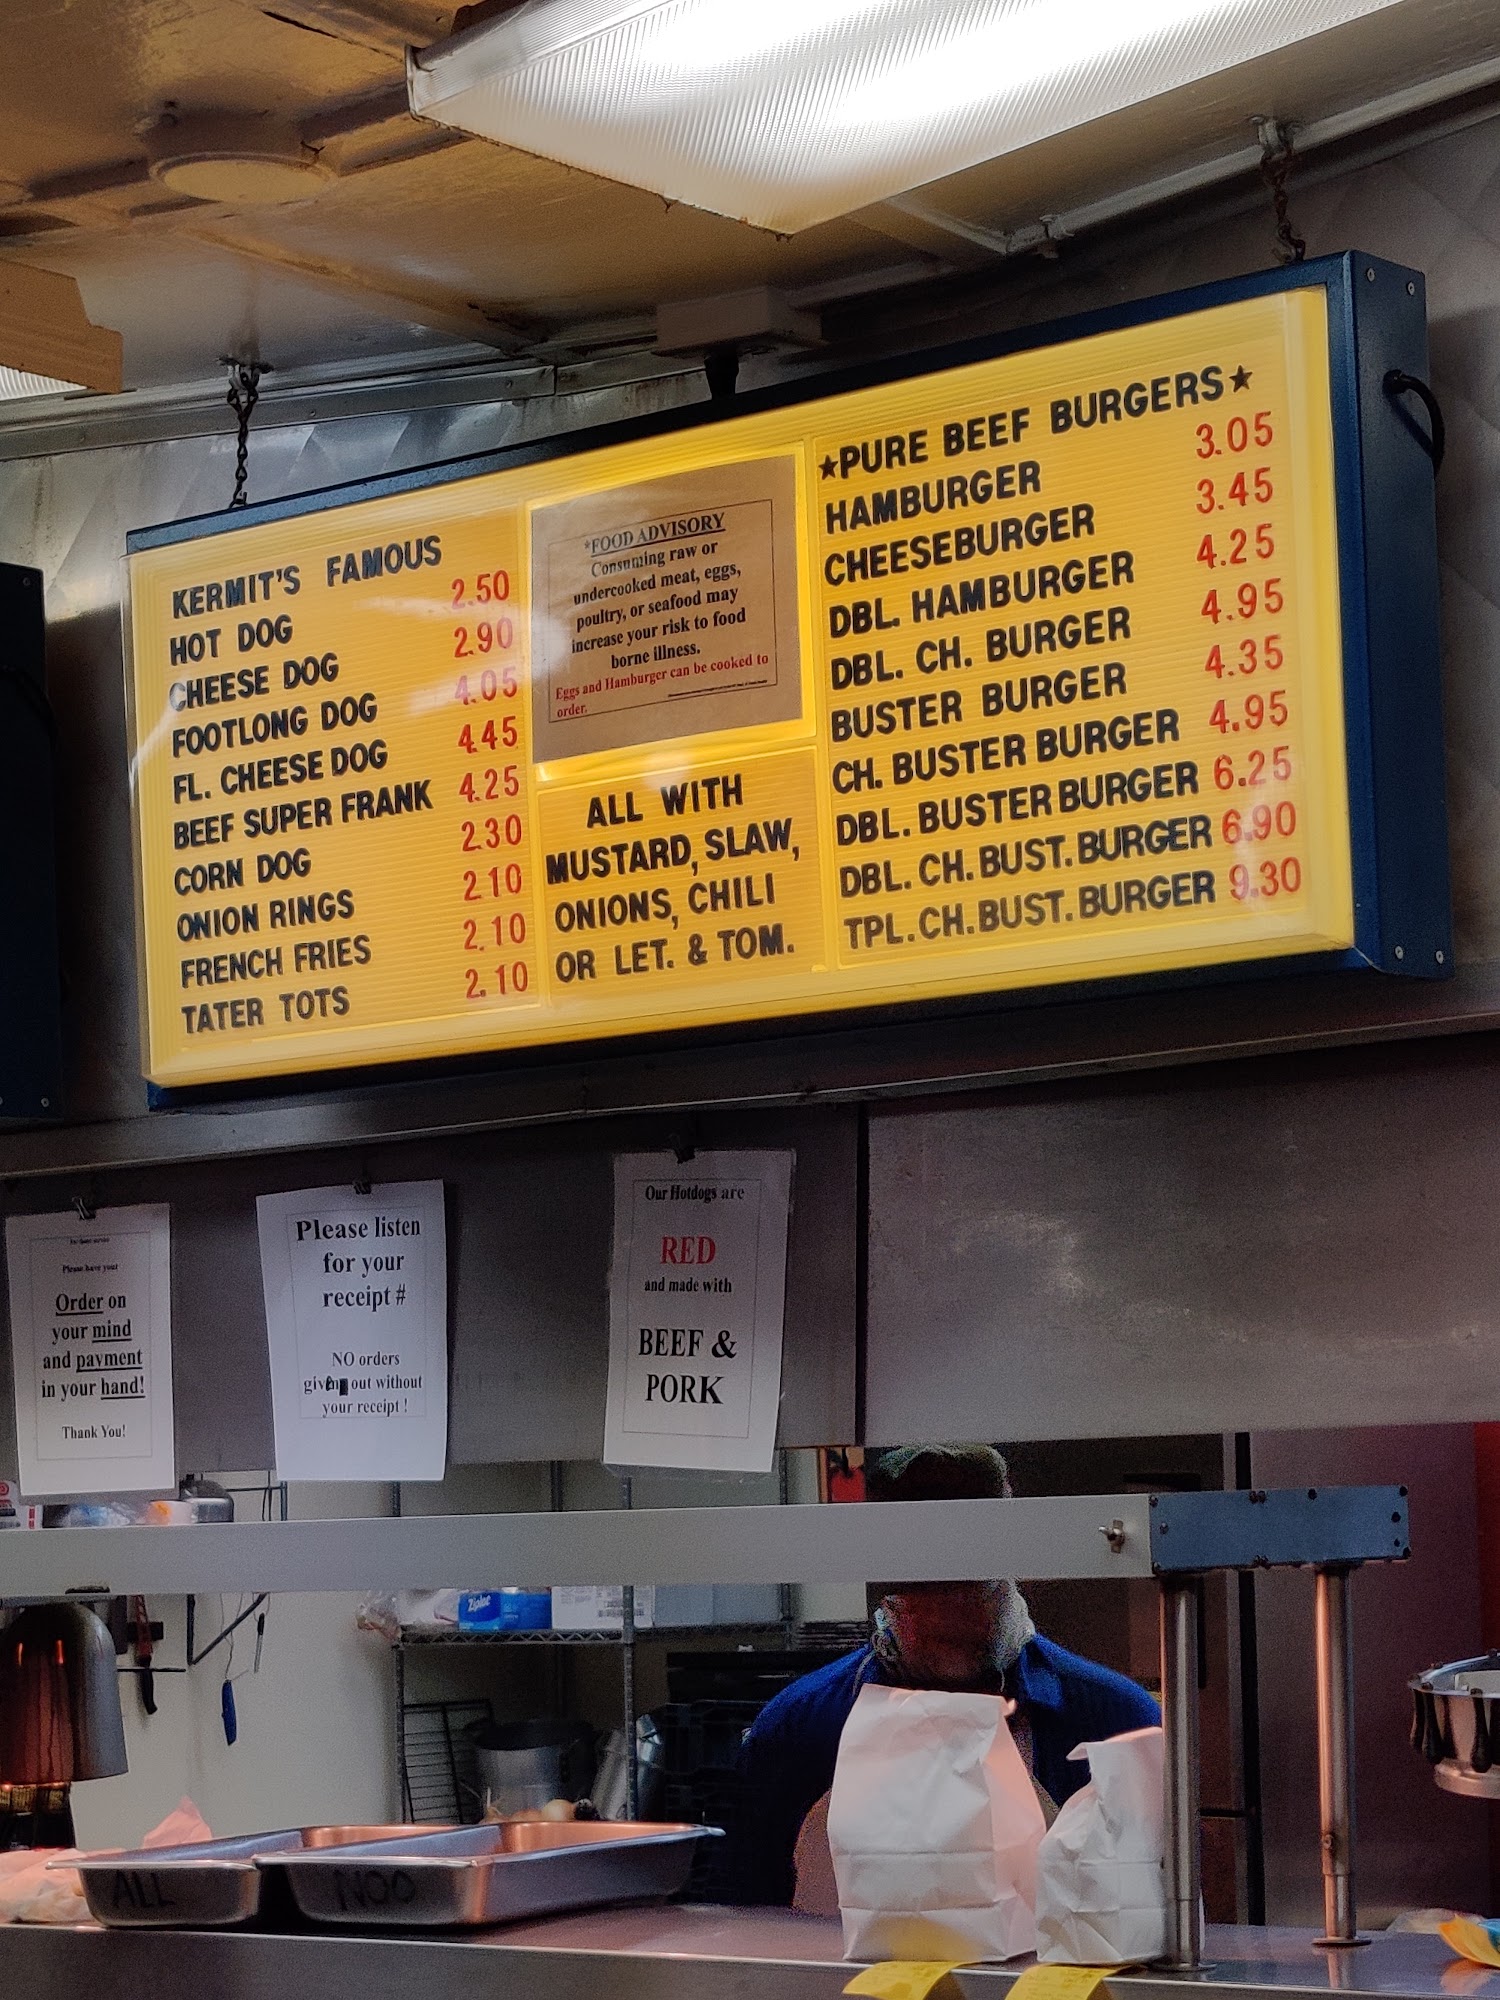 KERMIT'S FAMOUS
HOT DOG 2.50
CHEESE DOG 2.90
FOOTLONG DOG 4.05
FL. CHEESE DOG 4.45
BEEF SUPER FRANK 4.25
CORN DOG 2.30
ONION RINGS 2.10
FRENCH FRIES 2.10
TATER TOTS 2.10
*FOOD ADVISORY
Consuming raw or
undercooked meat, eggs,
poultry, or seafood may
increase your risk to food
borne illness.
Eggs and Hamburger can be cooked to
order.
ALL WITH
MUSTARD, SLAW,
ONIONS, CHILI
OR LET. & TOM.
★PURE BEEF BURGERS★
HAMBURGER 3.05
CHEESEBURGER 3.45
DBL. HAMBURGER 4.25
DBL. CH. BURGER 4.95
BUSTER BURGER 4.35
CH. BUSTER BURGER 4.95
DBL. BUSTER BURGER 6.25
DBL. CH. BUST. BURGER 6.90
TPL. CH. BUST. BURGER 9.30
Please have your
Order on
your mind
and payment
in your hand!
Thank You!
Please listen
for your
receipt #
NO orders
given out without
your receipt !
Our Hotdogs are
RED
and made with
BEEF &
PORK
Ziploc
ALL
NOO